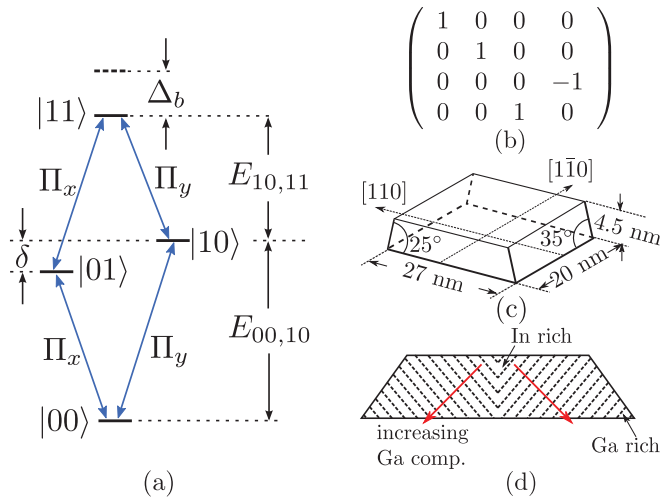 Δ_b
|11⟩
Π_x
Π_y
E_{10,11}
δ
|10⟩
|01⟩
Π_x
Π_y
E_{00,10}
|00⟩
(a)
1 0 0 0
0 1 0 0
0 0 0 −1
0 0 1 0
(b)
[110]
[11̄0]
4.5 nm
25°
35°
27 nm
20 nm
(c)
In rich
increasing
Ga comp.
Ga rich
(d)